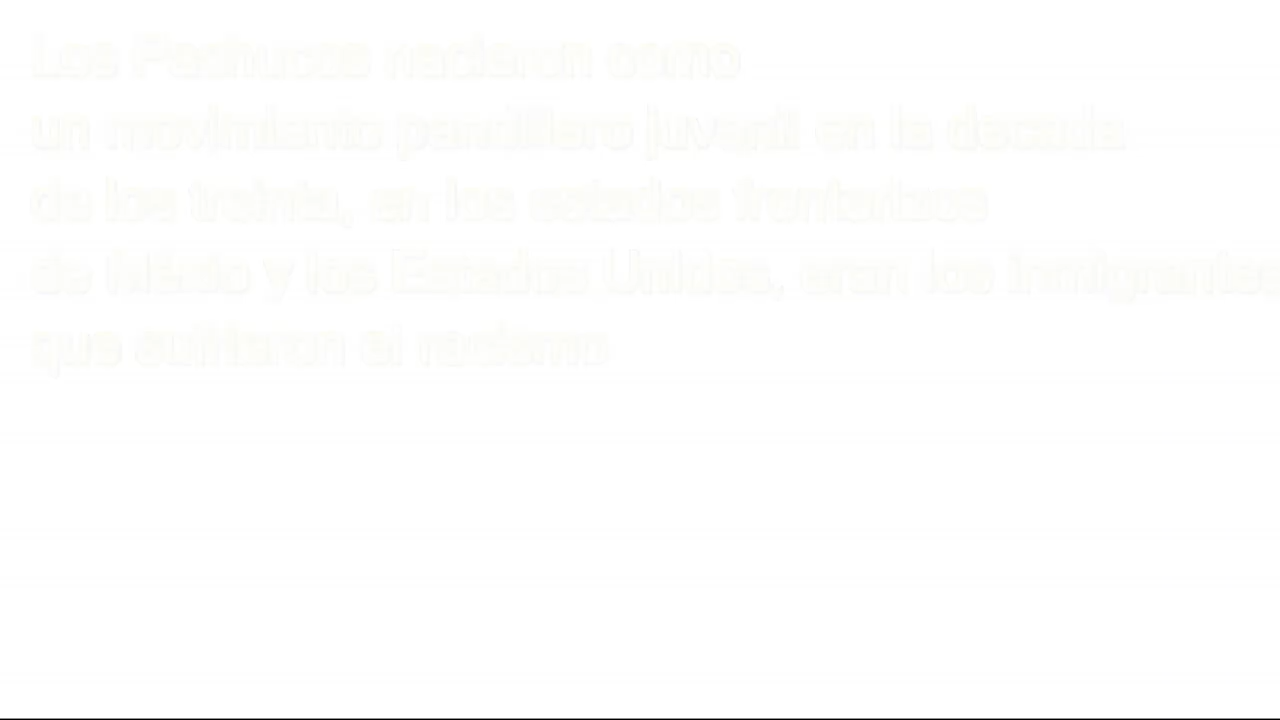 Los Pachucos nacieron como
un movimiento pandillero juvenil en la decada
de los treinta, en los estados fronterizos
de México y los Estados Unidos, eran los inmigrantes
que sufrieron el racismo